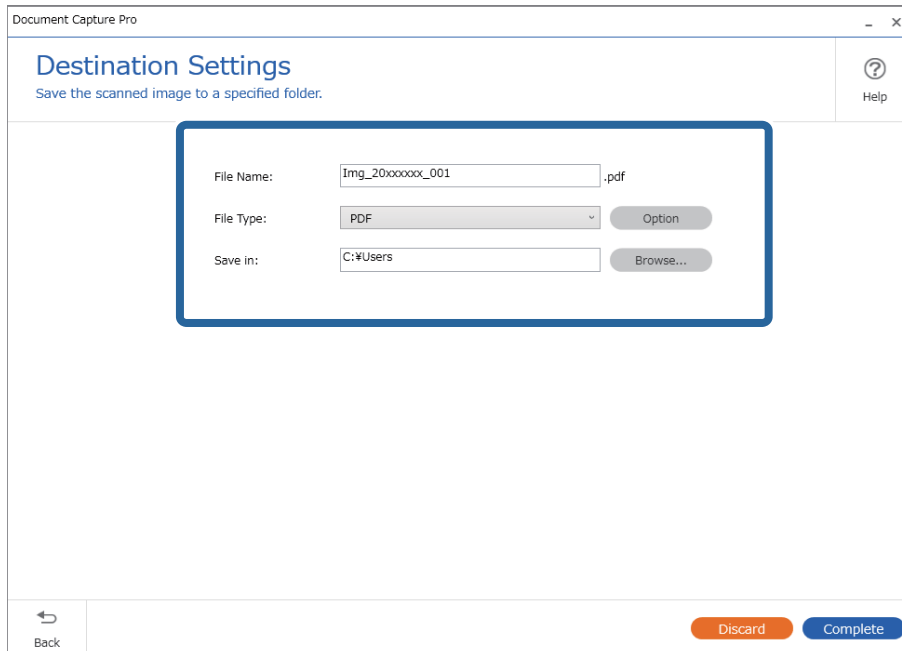 Document Capture Pro
Destination Settings
Save the scanned image to a specified folder.
Help
File Name: Img_20xxxxxx_001 .pdf
File Type: PDF Option
Save in: C:¥Users Browse...
Back
Discard Complete